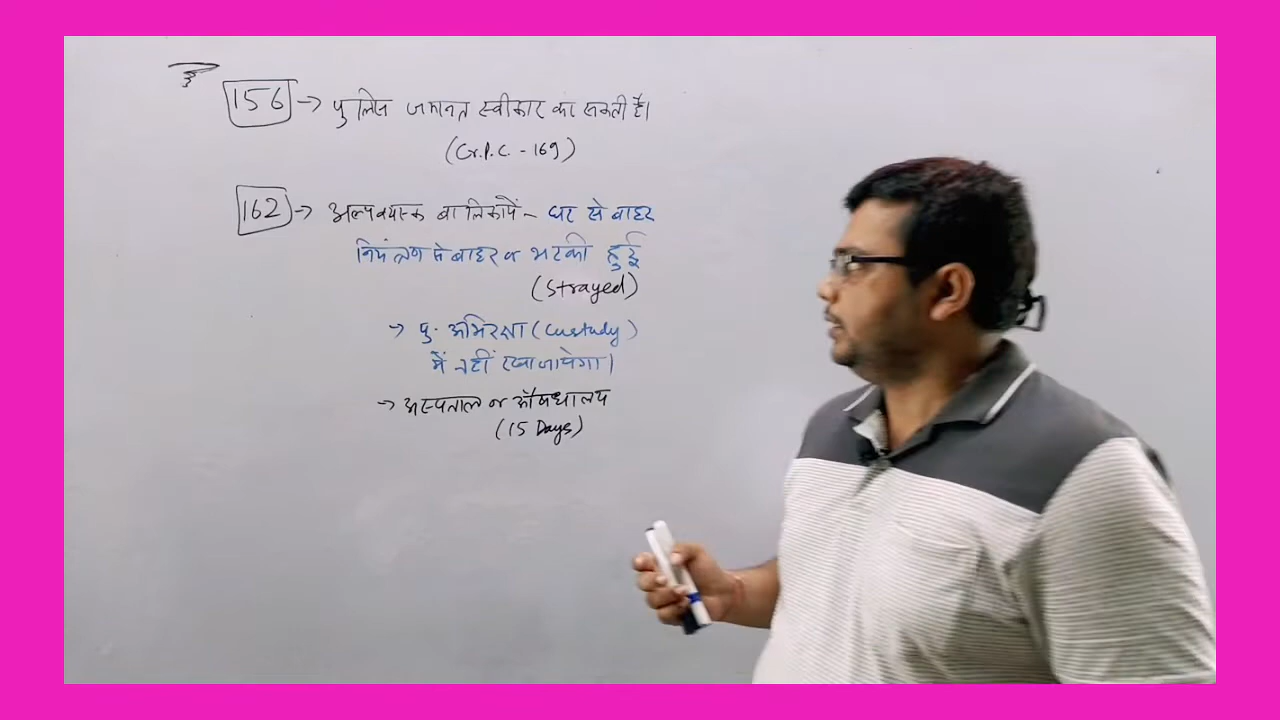 156 → पुलिस जमानत स्वीकार कर सकती है।
(Cr.P.C. - 169)
162 → अल्पवयस्क बालिकायें - घर से बाहर
नियंत्रण से बाहर व भटकी हुई
(Strayed)
→ पु. अभिरक्षा (Custudy)
में नहीं रखा जायेगा।
→ अस्पताल व औषधालय
(15 Days)